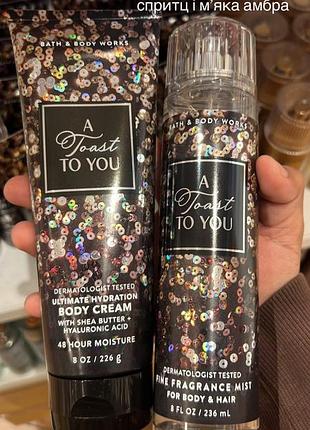 спритц і м'яка амбра
BATH & BODY WORKS
A
Toast
TO YOU
DERMATOLOGIST TESTED
ULTIMATE HYDRATION
BODY CREAM
WITH SHEA BUTTER +
HYALURONIC ACID
48 HOUR MOISTURE
8 OZ / 226 g
BATH & BODY WORKS
A
Toast
TO YOU
DERMATOLOGIST TESTED
FINE FRAGRANCE MIST
FOR BODY & HAIR
8 FL OZ / 236 mL